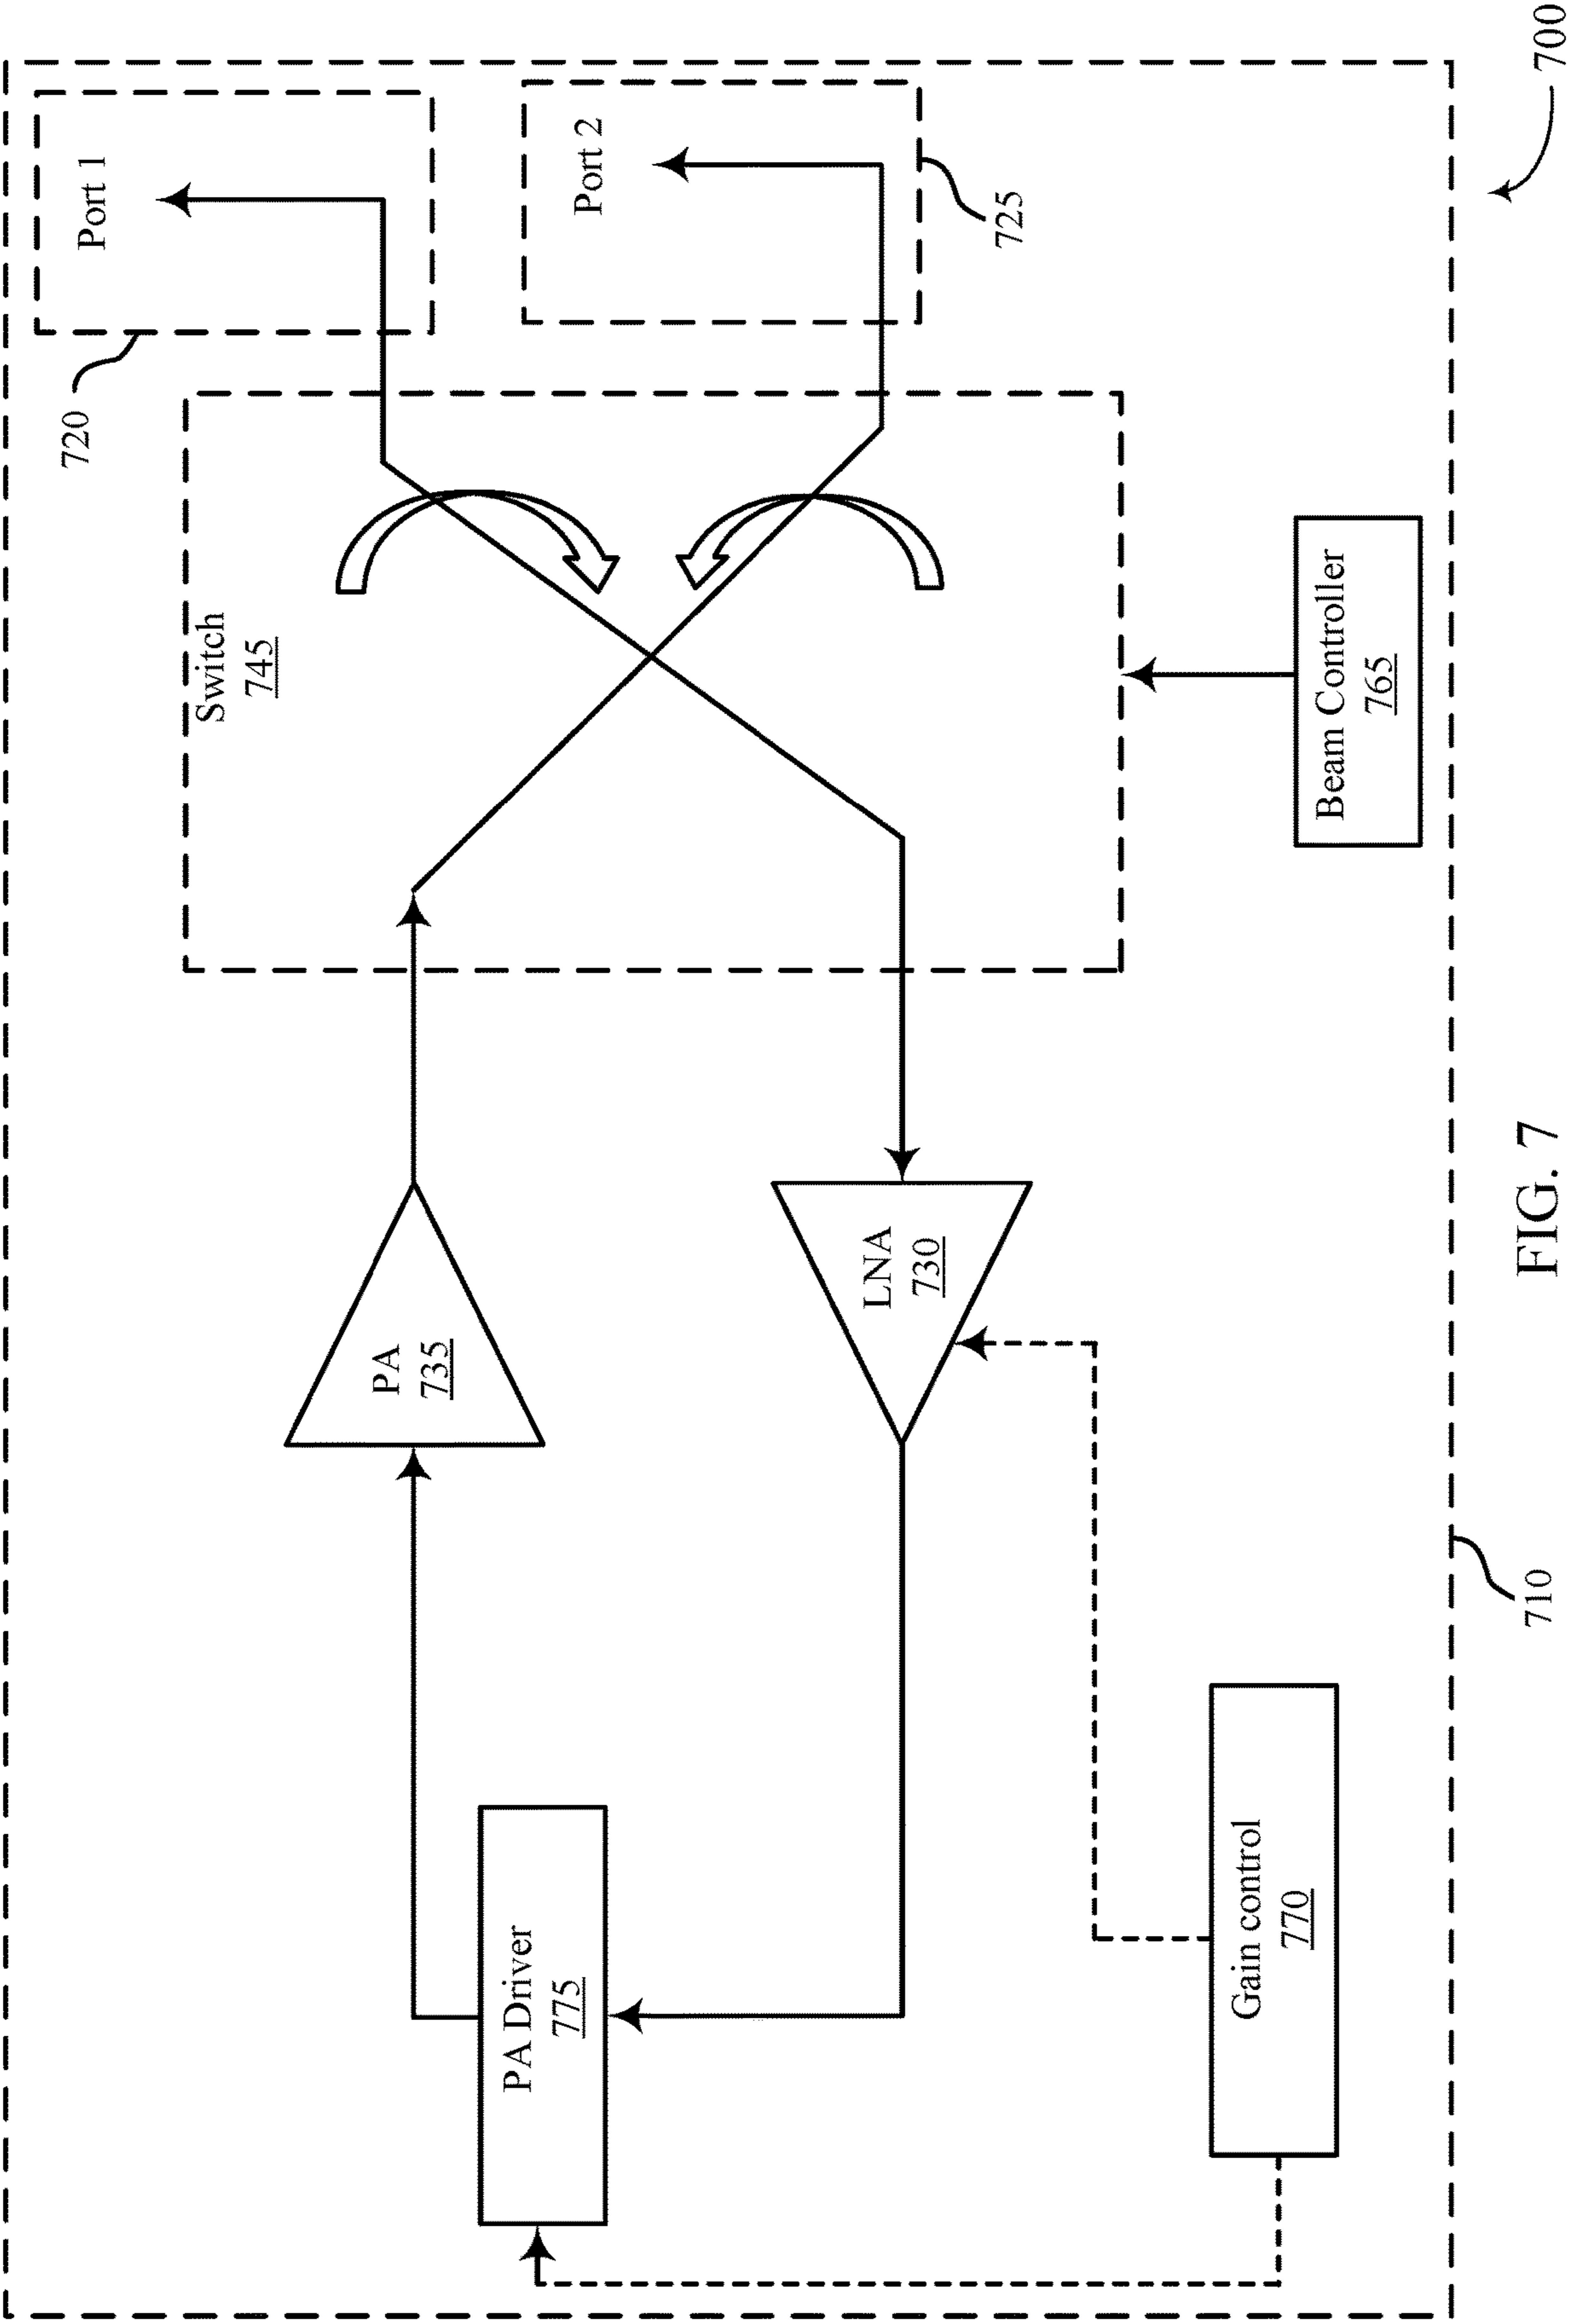 720
Port 1
Port 2
725
Switch
745
Beam Controller
765
PA
735
LNA
730
PA Driver
775
Gain control
770
710
700
FIG. 7